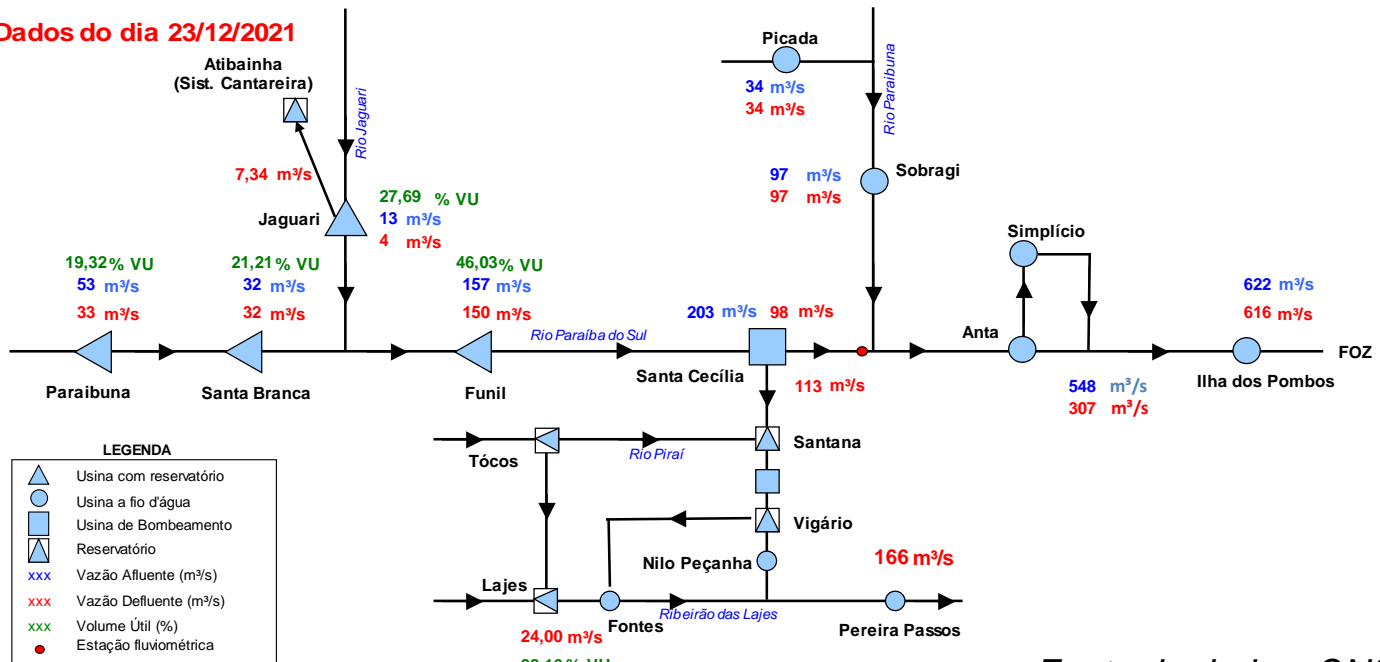 Dados do dia 23/12/2021
Atibainha
(Sist. Cantareira)
Rio Jaguari
7,34 m³/s
Jaguari
27,69 % VU
13 m³/s
4 m³/s
Picada
34 m³/s
34 m³/s
Rio Paraibuna
97 m³/s
97 m³/s
Sobragi
19,32 % VU
53 m³/s
33 m³/s
Paraibuna
21,21 % VU
32 m³/s
32 m³/s
Santa Branca
46,03 % VU
157 m³/s
150 m³/s
Funil
Rio Paraíba do Sul
203 m³/s 98 m³/s
Santa Cecília
113 m³/s
Simplício
Anta
548 m³/s
307 m³/s
622 m³/s
616 m³/s
Ilha dos Pombos
FOZ
Tócos
Rio Piraí
Santana
Vigário
Nilo Peçanha
Lajes
Fontes
24,00 m³/s
Ribeirão das Lajes
166 m³/s
Pereira Passos
LEGENDA
Usina com reservatório
Usina a fio d'água
Usina de Bombeamento
Reservatório
xxx Vazão Afluente (m³/s)
xxx Vazão Defluente (m³/s)
xxx Volume Útil (%)
Estação fluviométrica